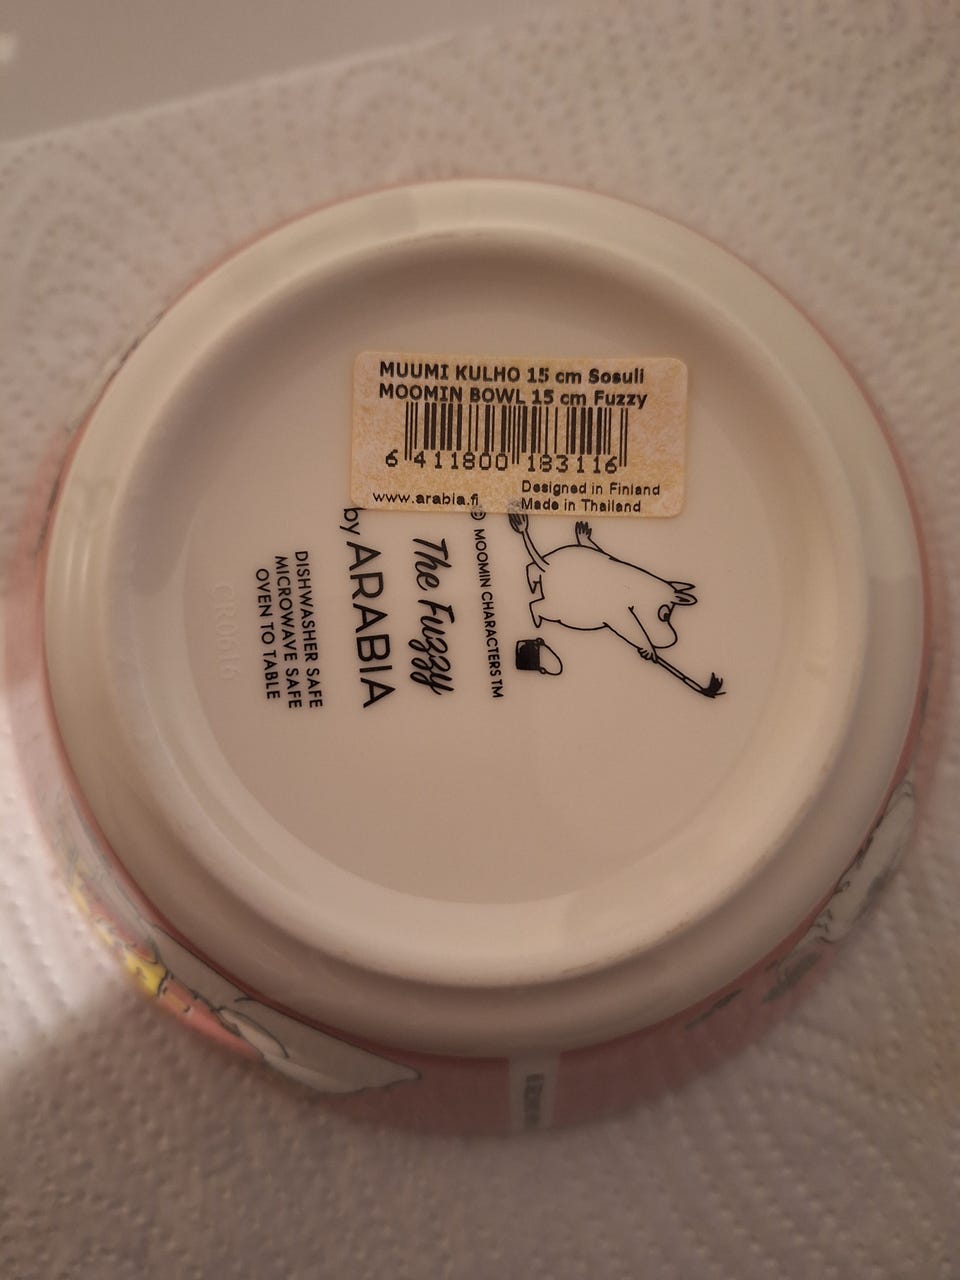 MUUMI KULHO 15 cm Sosuli
MOOMIN BOWL 15 cm Fuzzy
6 411800 183116
www.arabia.fi
Designed in Finland
Made in Thailand
© MOOMIN CHARACTERS TM
The Fuzzy
by ARABIA
DISHWASHER SAFE
MICROWAVE SAFE
OVEN TO TABLE